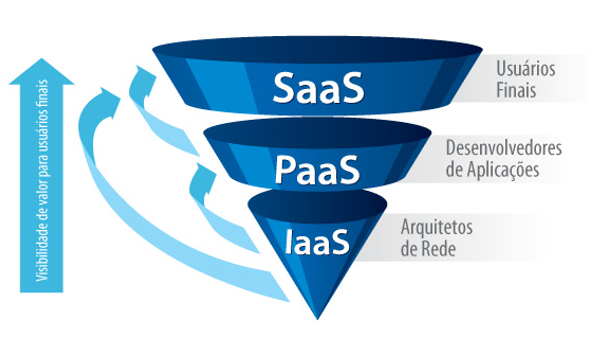 Visibilidade de valor para usuários finais
SaaS
Usuários
Finais
PaaS
Desenvolvedores
de Aplicações
IaaS
Arquitetos
de Rede